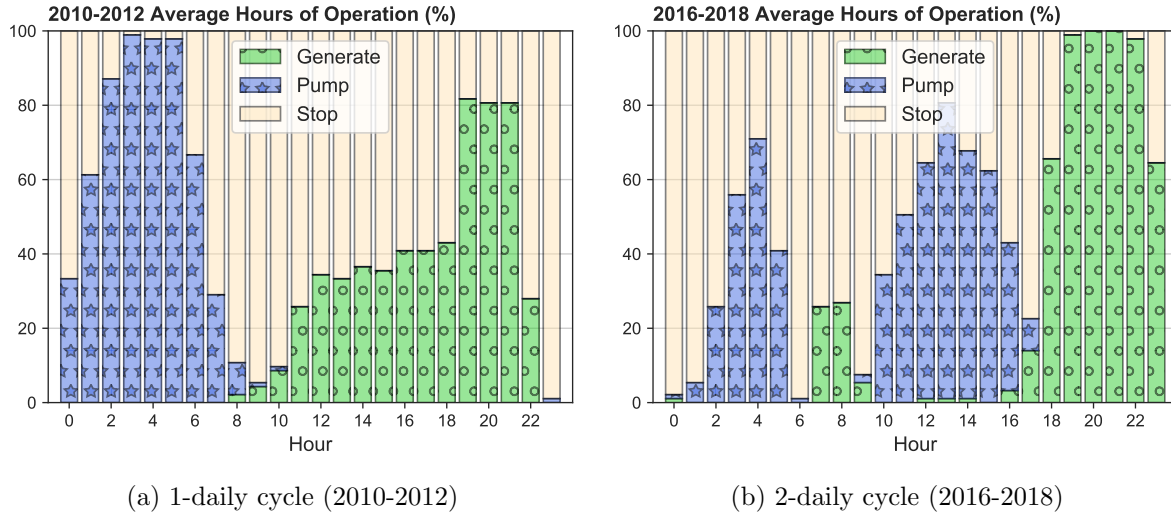 2010-2012 Average Hours of Operation (%)
100
80
60
40
20
0
Generate
Pump
Stop
0 2 4 6 8 10 12 14 16 18 20 22
Hour
(a) 1-daily cycle (2010-2012)
2016-2018 Average Hours of Operation (%)
100
80
60
40
20
0
Generate
Pump
Stop
0 2 4 6 8 10 12 14 16 18 20 22
Hour
(b) 2-daily cycle (2016-2018)